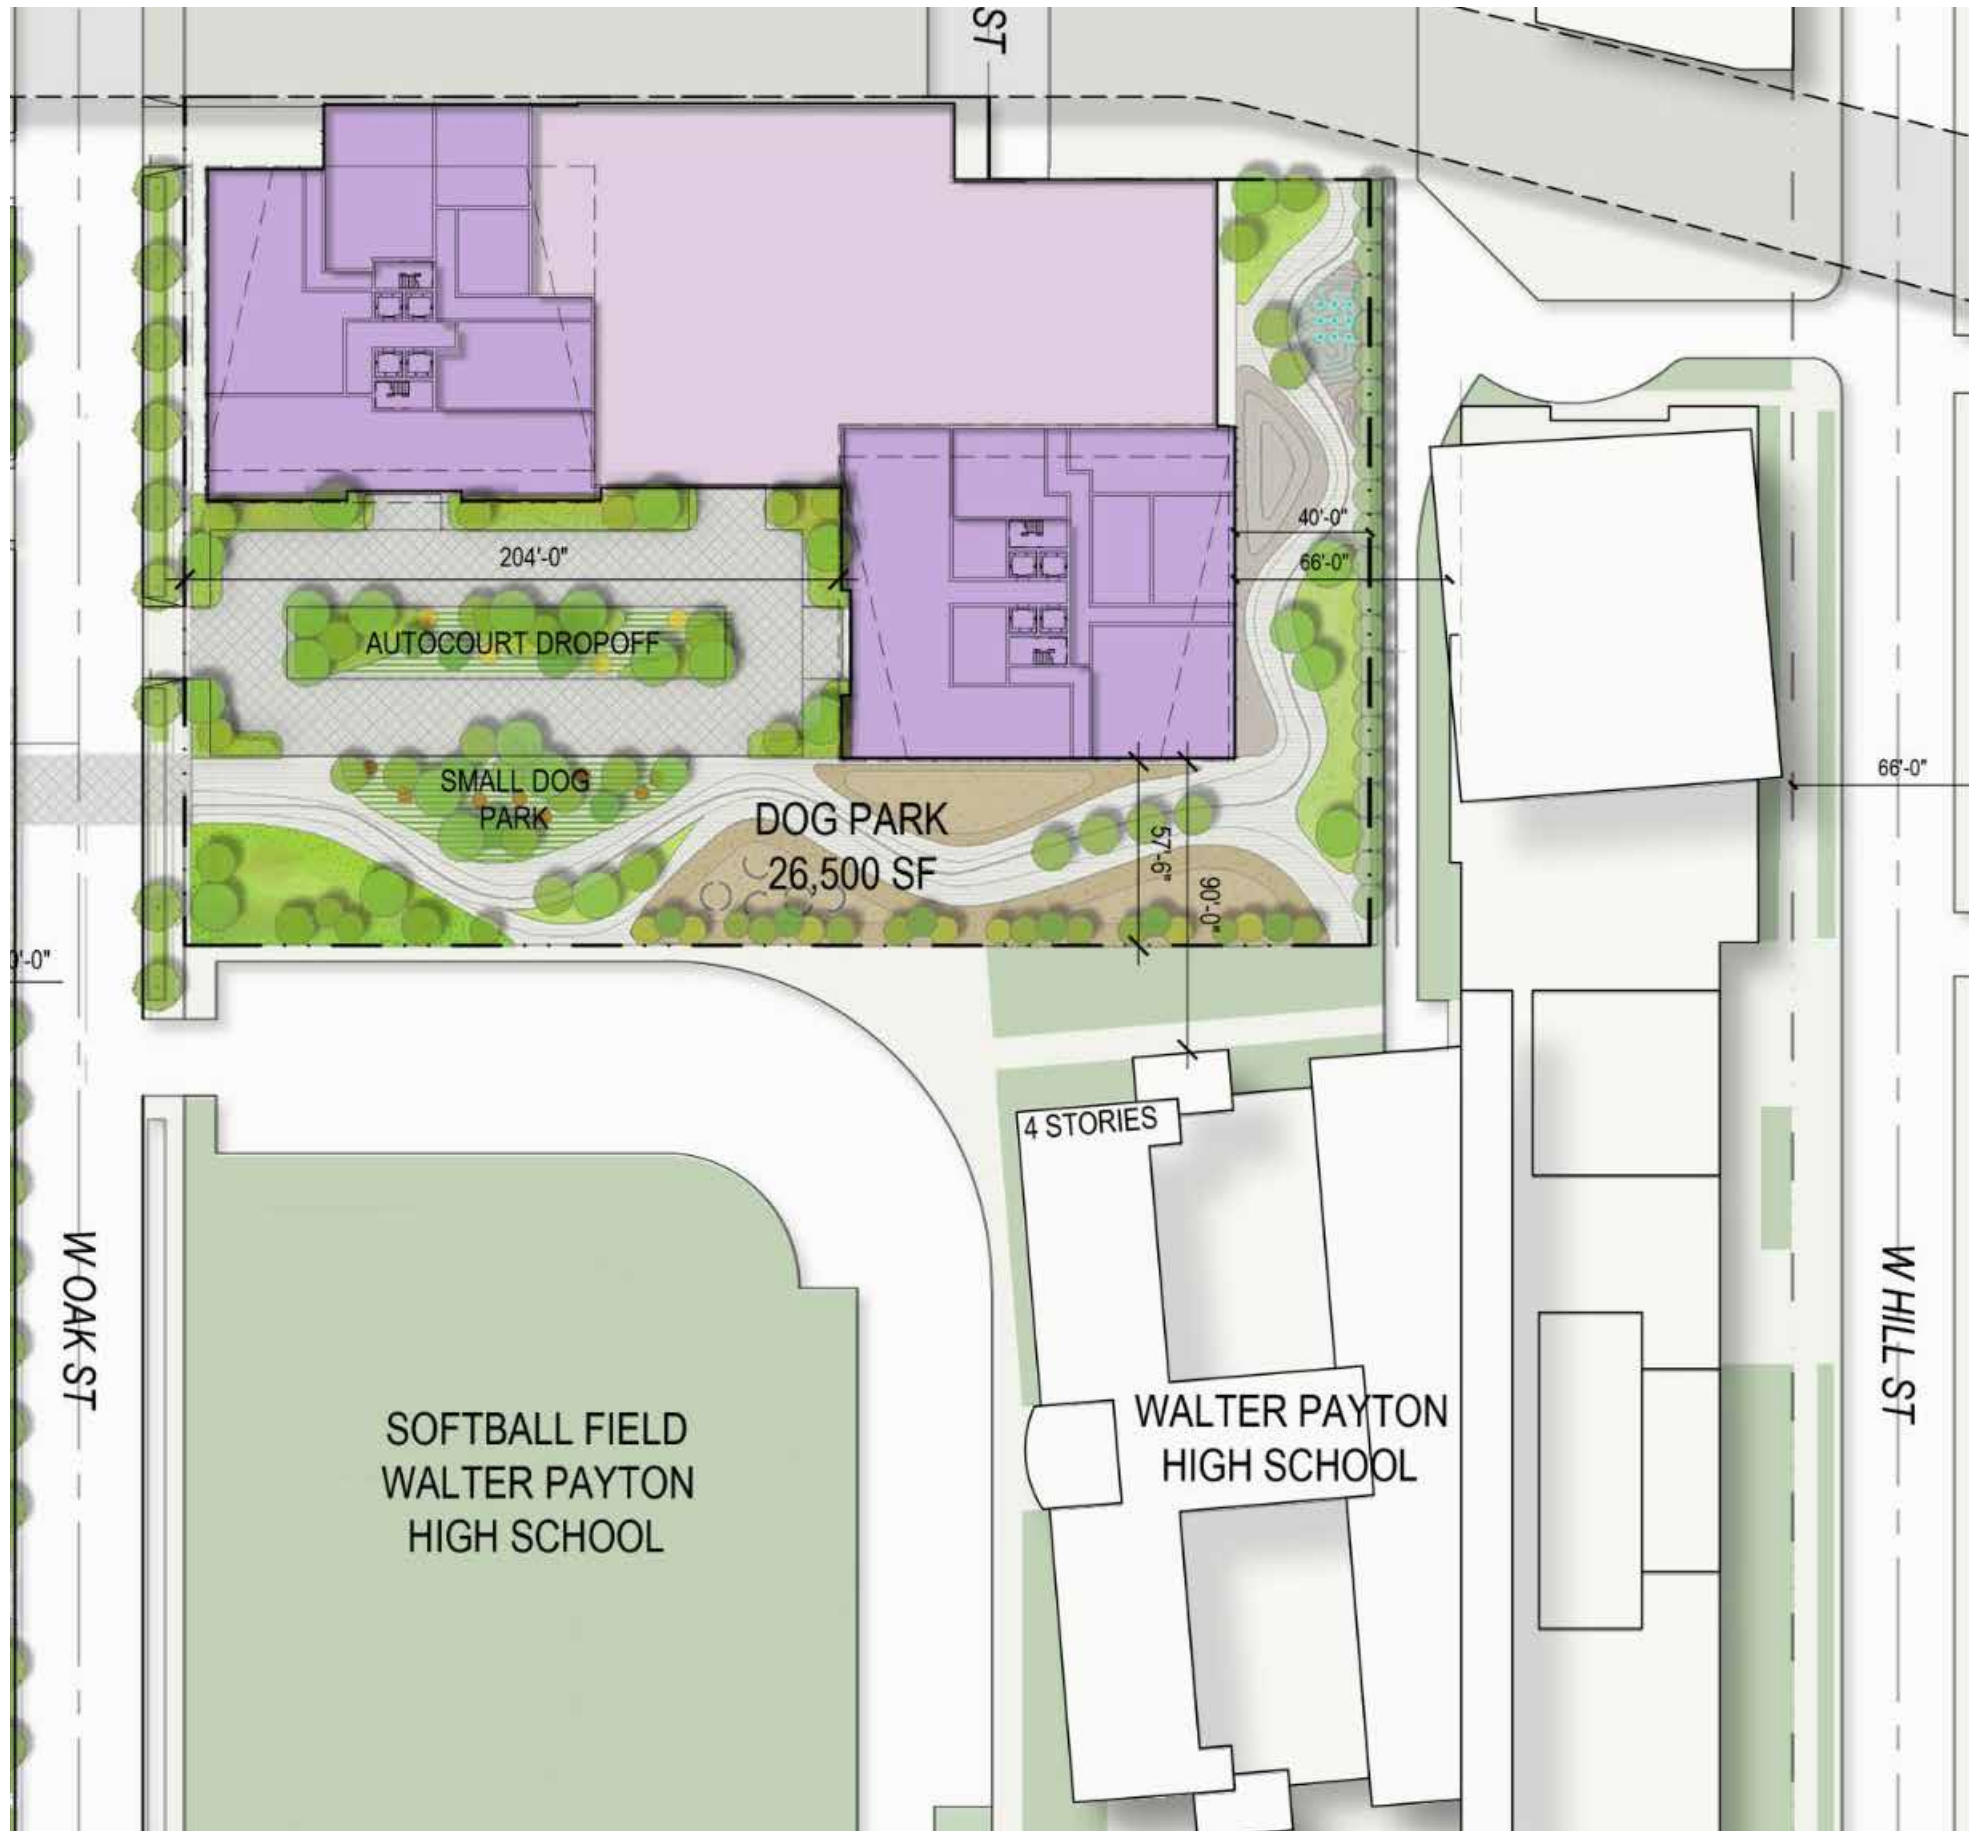 ST
40'-0"
204'-0"
66'-0"
AUTOCOURT DROPOFF
SMALL DOG
PARK
DOG PARK
26,500 SF
57'-6"
90'-0"
66'-0"
'-0"
4 STORIES
W OAK ST
W HILL ST
SOFTBALL FIELD
WALTER PAYTON
HIGH SCHOOL
WALTER PAYTON
HIGH SCHOOL